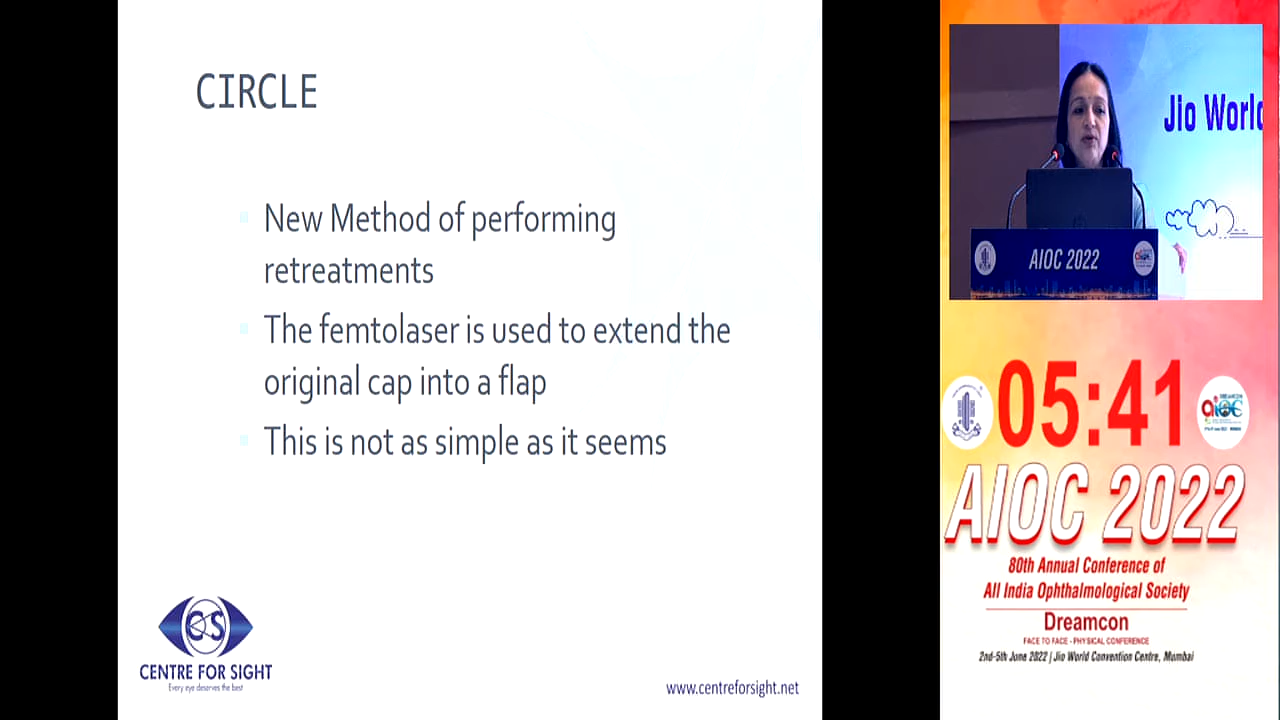 CIRCLE
New Method of performing
retreatments
The femtolaser is used to extend the
original cap into a flap
This is not as simple as it seems
CS
CENTRE FOR SIGHT
Every eye deserves the best
www.centreforsight.net
Jio World
AIOC 2022
05:41
AIOC 2022
80th Annual Conference of
All India Ophthalmological Society
Dreamcon
FACE TO FACE - PHYSICAL CONFERENCE
2nd-5th June 2022 | Jio World Convention Centre, Mumbai